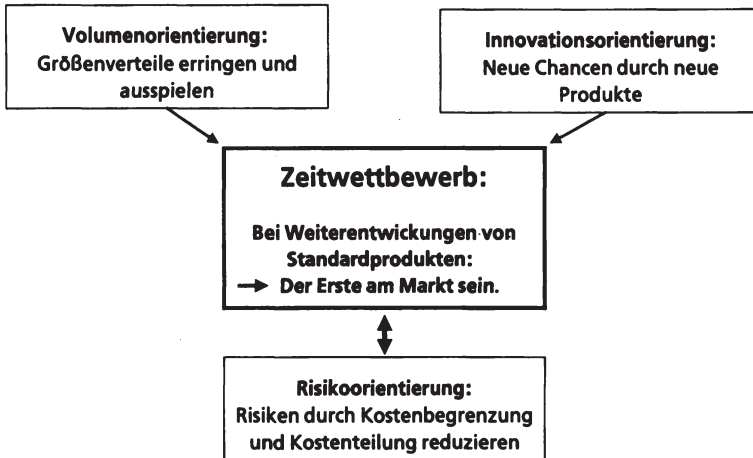 Volumenorientierung:
Größenverteile erringen und
ausspielen
Innovationsorientierung:
Neue Chancen durch neue
Produkte
Zeitwettbewerb:
Bei Weiterentwickungen von
Standardprodukten:
→ Der Erste am Markt sein.
Risikoorientierung:
Risiken durch Kostenbegrenzung
und Kostenteilung reduzieren